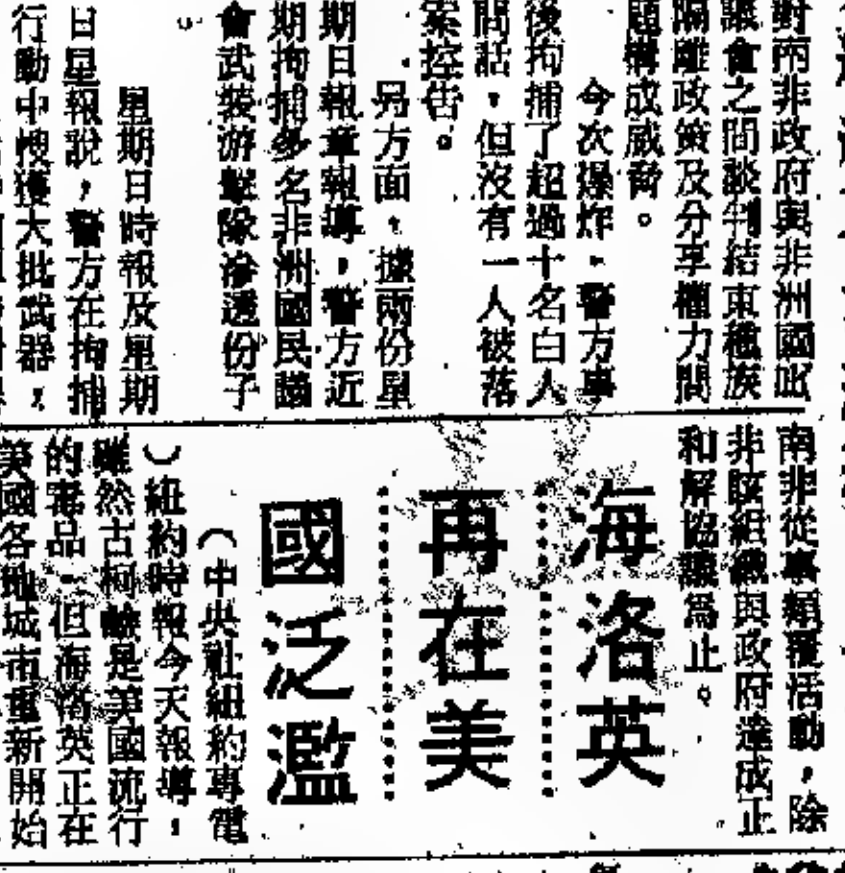 對南非政府與非洲國民
議會之間談判結束種族
隔離政策及分享權力問
題構成威脅。
今次爆炸,警方事
後拘捕了超過十名白人
問話,但沒有一人被落
案控告。
另方面,據兩份星
期日報章報導,警方近
期拘捕多名非洲國民議
會武裝游擊隊滲透份子
。
星期日時報及星期
日星報說,警方在拘捕
行動中搜獲大批武器,
南非從事顛覆活動,除
非該組織與政府達成止
和解協議為止。
海洛英
再在美
國泛濫
(中央社紐約專電
)紐約時報今天報導,
雖然古柯鹼是美國流行
的毒品,但海洛英正在
美國各地城市重新開始